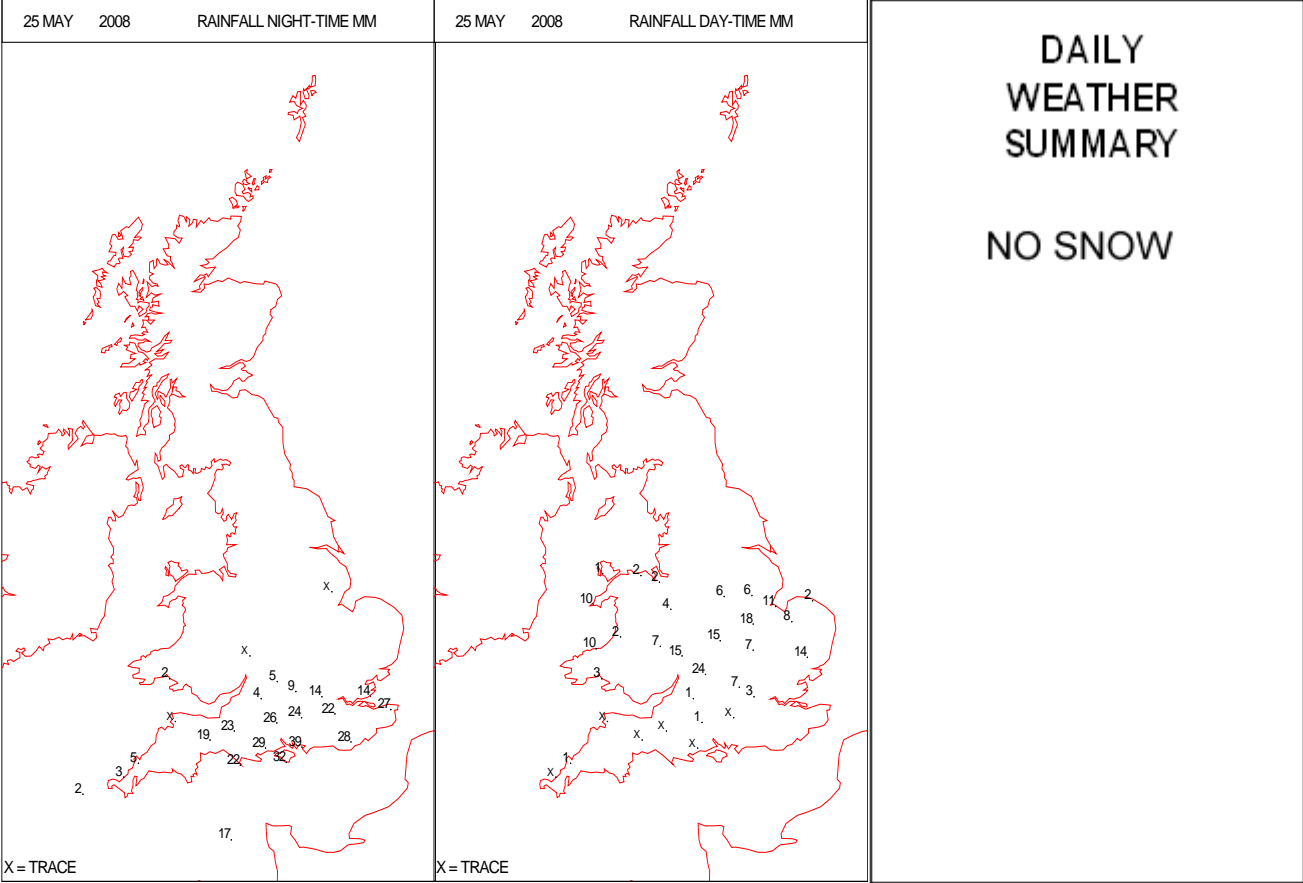 25 MAY 2008 RAINFALL NIGHT-TIME MM
X.
X.
2.
5.
9.
4.
14.
14.
27.
22.
24.
26.
X.
23.
19.
29.
39
28.
22.
32.
5.
3.
2.
17.
X = TRACE
25 MAY 2008 RAINFALL DAY-TIME MM
1.
2.
2.
10.
4.
6.
6.
11.
2.
8.
18.
2.
10.
7.
15.
15.
7.
14.
3.
24.
7.
3.
1.
X.
1.
X.
X.
X.
X.
1.
X.
X = TRACE
DAILY
WEATHER
SUMMARY
NO SNOW